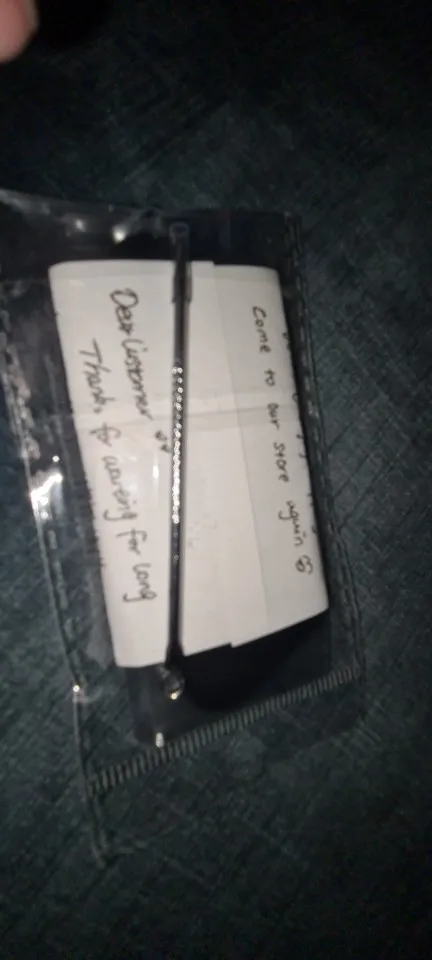 Dear Customer
Thanks for waiting for long
Come to our store again